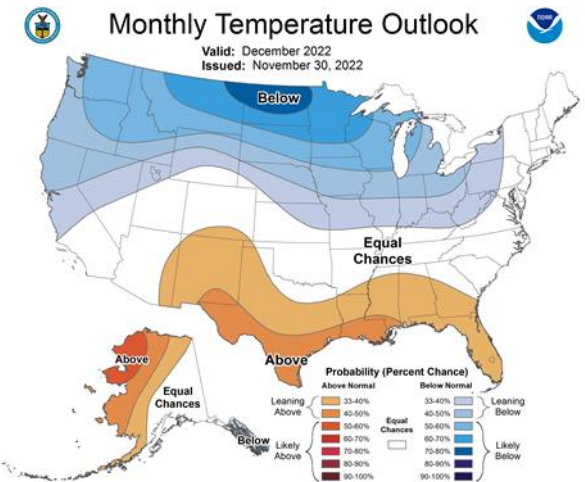 Monthly Temperature Outlook
Valid: December 2022
Issued: November 30, 2022
NOAA
Below
Equal
Chances
Above
Above
Equal
Chances
Below
Probability (Percent Chance)
Above Normal
Below Normal
Leaning
Above
33-40%
40-50%
50-60%
Likely
Above
60-70%
70-80%
80-90%
90-100%
Equal
Chances
33-40%
40-50%
50-60%
Leaning
Below
60-70%
70-80%
80-90%
90-100%
Likely
Below